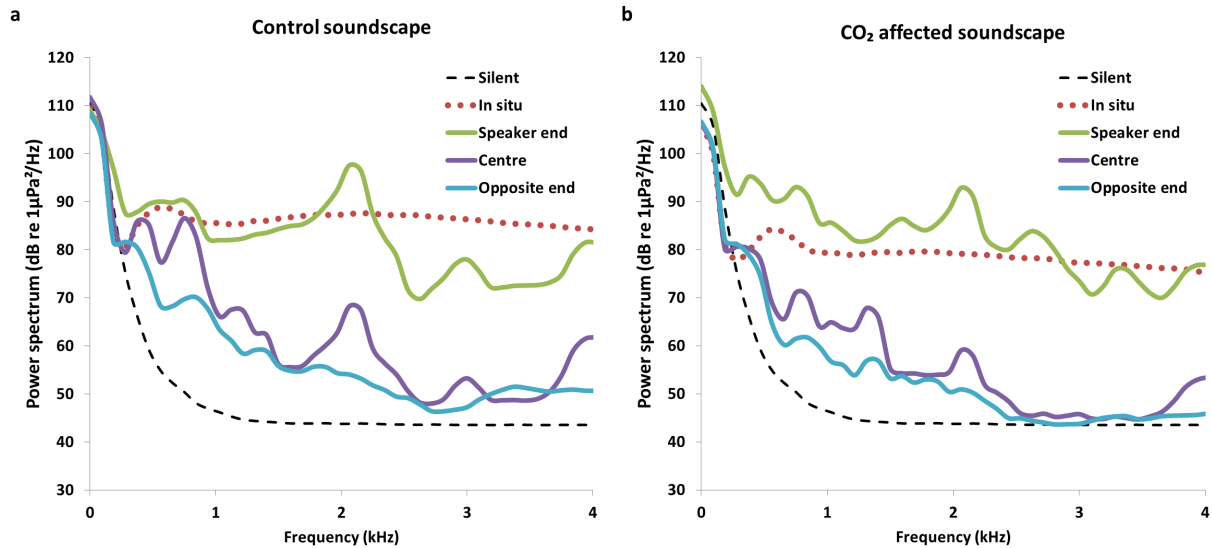 a
Control soundscape
120
110
100
90
80
70
60
50
40
30
Power spectrum (dB re 1µPa²/Hz)
0 1 2 3 4
Frequency (kHz)
Silent
In situ
Speaker end
Centre
Opposite end
b
CO₂ affected soundscape
120
110
100
90
80
70
60
50
40
30
Power spectrum (dB re 1µPa²/Hz)
0 1 2 3 4
Frequency (kHz)
Silent
In situ
Speaker end
Centre
Opposite end